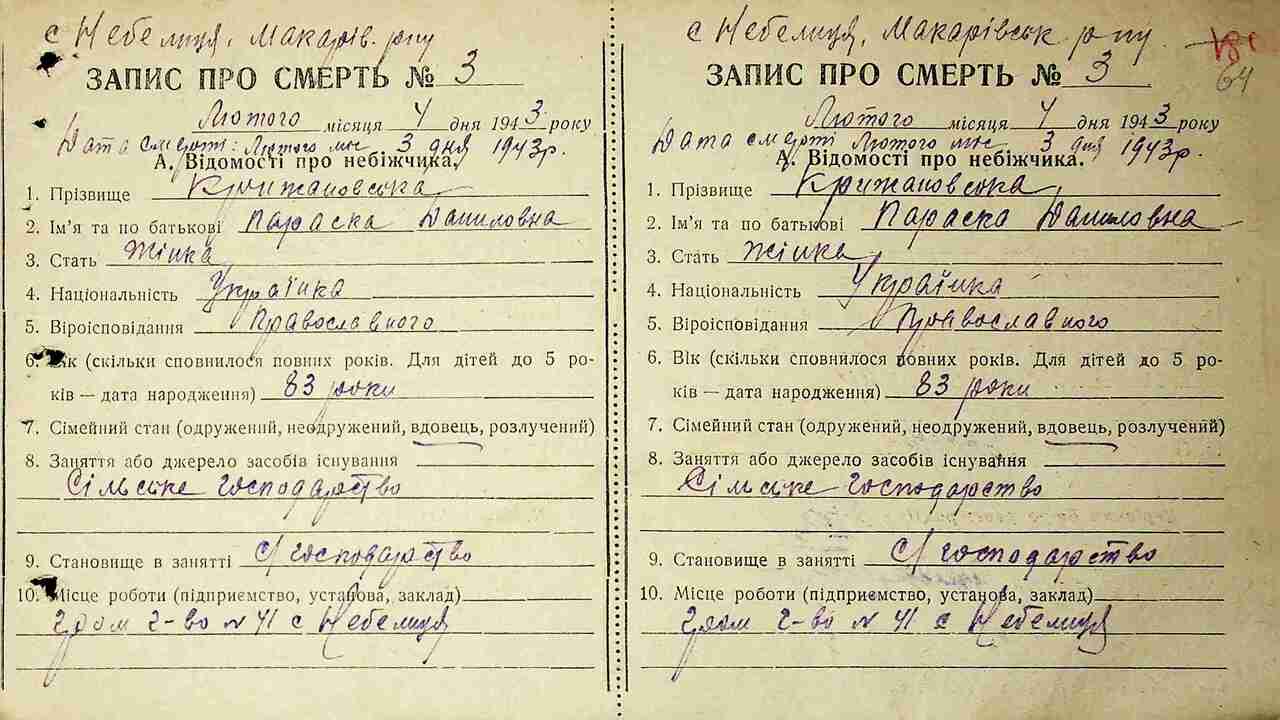 с Небелиця, Макарів. р-ну
ЗАПИС ПРО СМЕРТЬ № 3
Лютого місяця 4 дня 1943 року
Дата смерті: Лютого мис 3 дня 1943р.
А. Відомості про небіжчика.
1. Прізвище Крижановська
2. Ім'я та по батькові Параска Даниловна
3. Стать Жінка
4. Національність Українка
5. Віроісповідання Православного
6. Вік (скільки сповнилося повних років. Для дітей до 5 ро-
ків — дата народження) 83 роки
7. Сімейний стан (одружений, неодружений, вдовець, розлучений)
8. Заняття або джерело засобів існування
Сільське господарство
9. Становище в занятті С/господарство
10. Місце роботи (підприємство, установа, заклад)
Гром г-во № 41 с Небелиця
с Небелиця, Макарівськ р-ну.
64
ЗАПИС ПРО СМЕРТЬ № 3
Лютого місяця 4 дня 1943 року
Дата смерті Лютого мис 3 дня 1943р.
А. Відомості про небіжчика.
1. Прізвище Крижановська
2. Ім'я та по батькові Параска Даниловна
3. Стать Жінка
4. Національність Українка
5. Віроісповідання Православного
6. Вік (скільки сповнилося повних років. Для дітей до 5 ро-
ків — дата народження) 83 роки
7. Сімейний стан (одружений, неодружений, вдовець, розлучений)
8. Заняття або джерело засобів існування
Сільське господарство
9. Становище в занятті С/господарство
10. Місце роботи (підприємство, установа, заклад)
Гром г-во № 41 с Небелиця